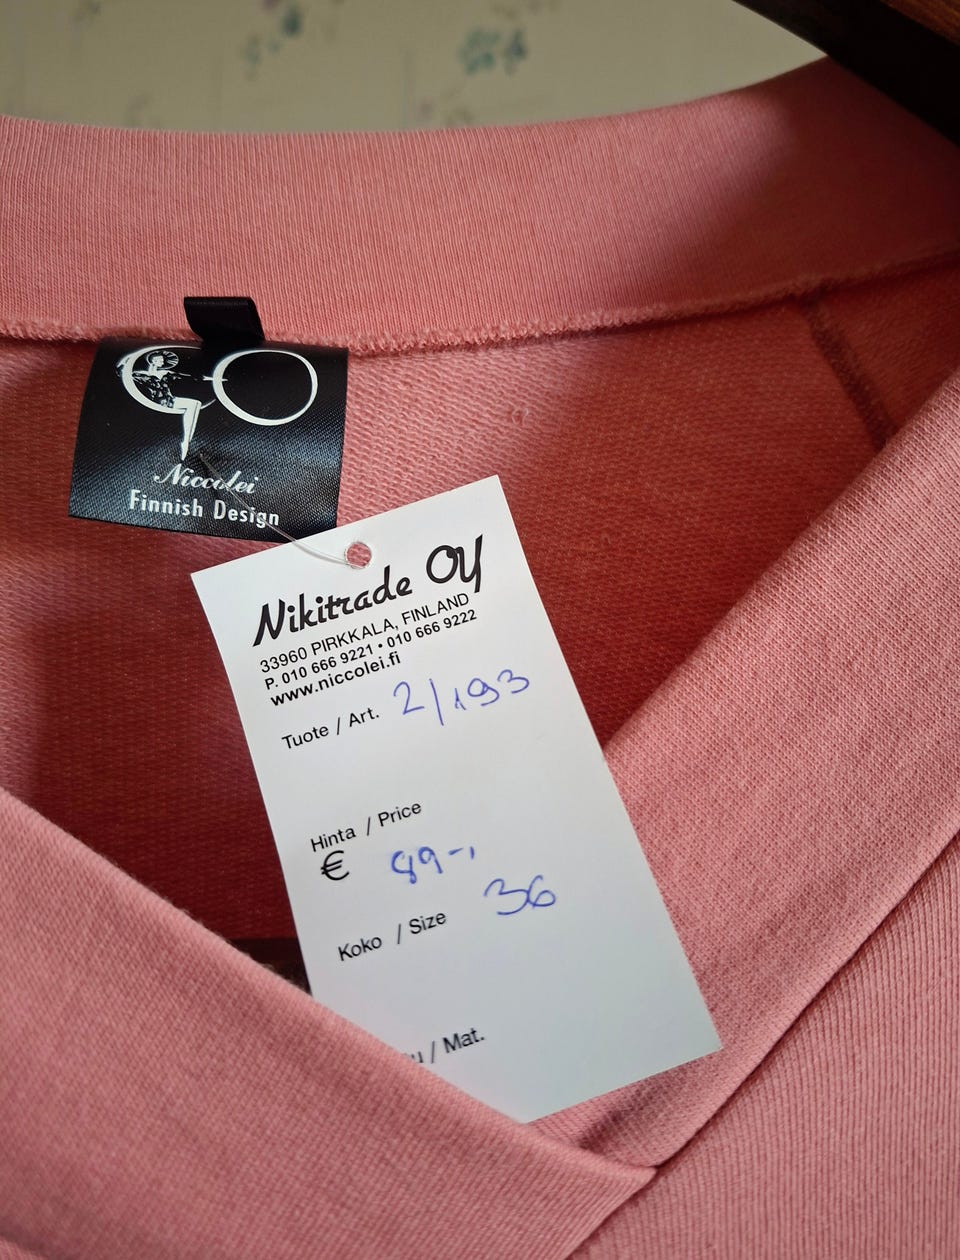 Niccolei
Finnish Design
Nikitrade OY
33960 PIRKKALA, FINLAND
P. 010 666 9221 • 010 666 9222
www.niccolei.fi
Tuote / Art. 2/193
Hinta / Price
€ 89-,
Koko / Size 36
/ Mat.